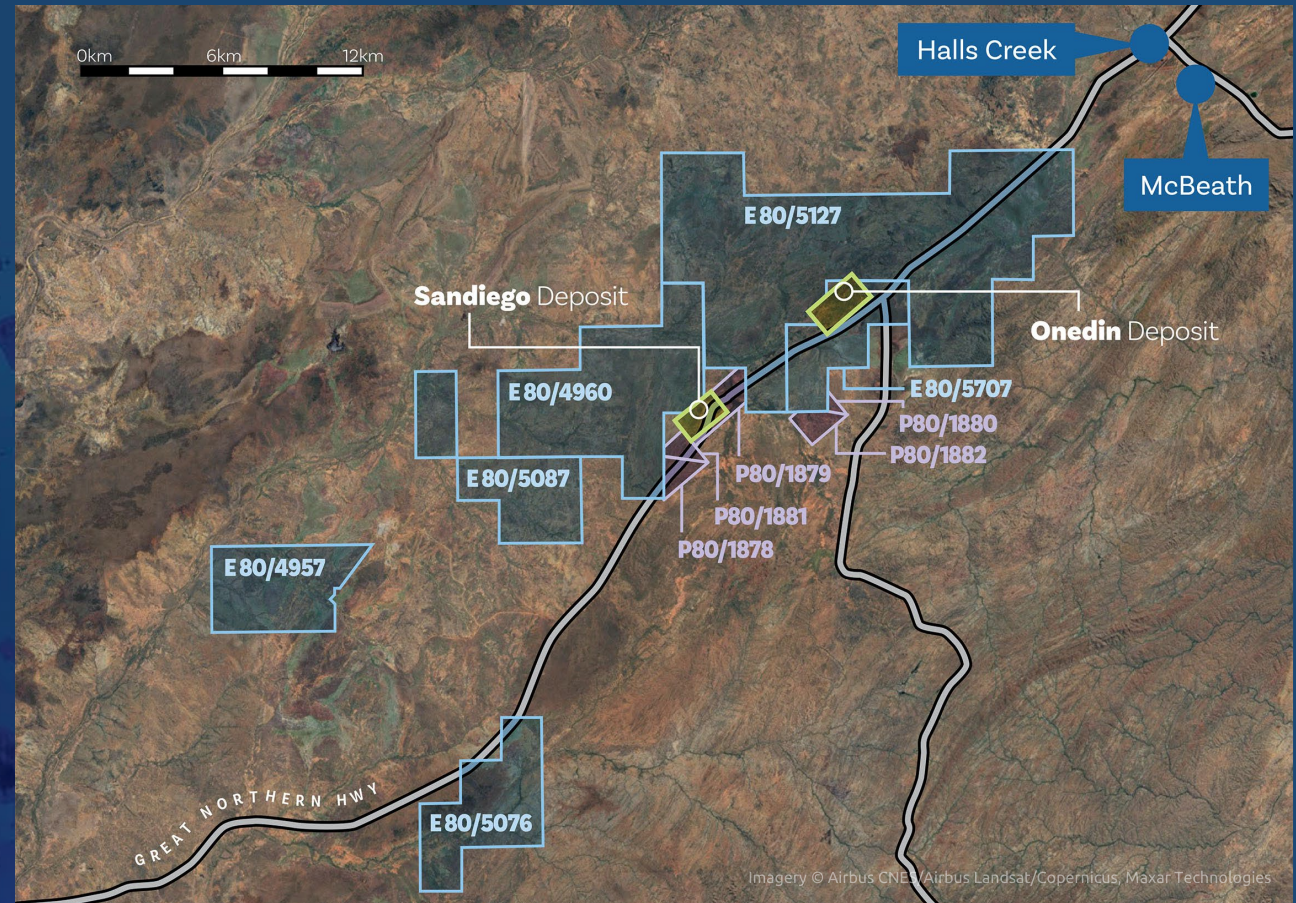 0km 6km 12km
Halls Creek
McBeath
E 80/5127
Sandiego Deposit
Onedin Deposit
E 80/4960
E 80/5707
P80/1880
P80/1882
E 80/5087
P80/1879
P80/1881
P80/1878
E 80/4957
GREAT NORTHERN HWY
E 80/5076
Imagery © Airbus CNES/Airbus Landsat/Copernicus, Maxar Technologies